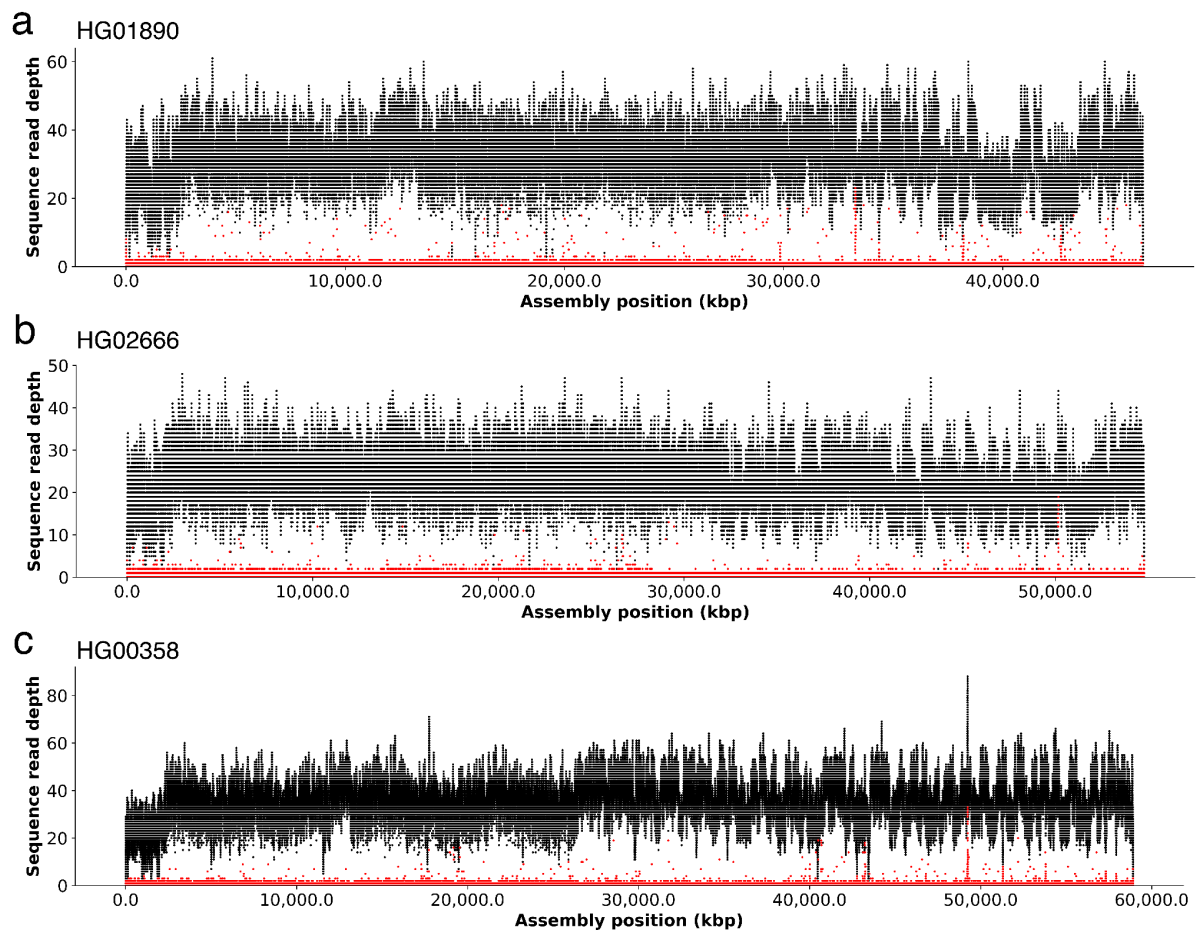 a
HG01890
Sequence read depth
60
40
20
0
0.0 10,000.0 20,000.0 30,000.0 40,000.0
Assembly position (kbp)
b
HG02666
Sequence read depth
50
40
30
20
10
0
0.0 10,000.0 20,000.0 30,000.0 40,000.0 50,000.0
Assembly position (kbp)
c
HG00358
Sequence read depth
80
60
40
20
0
0.0 10,000.0 20,000.0 30,000.0 40,000.0 50,000.0 60,000.0
Assembly position (kbp)